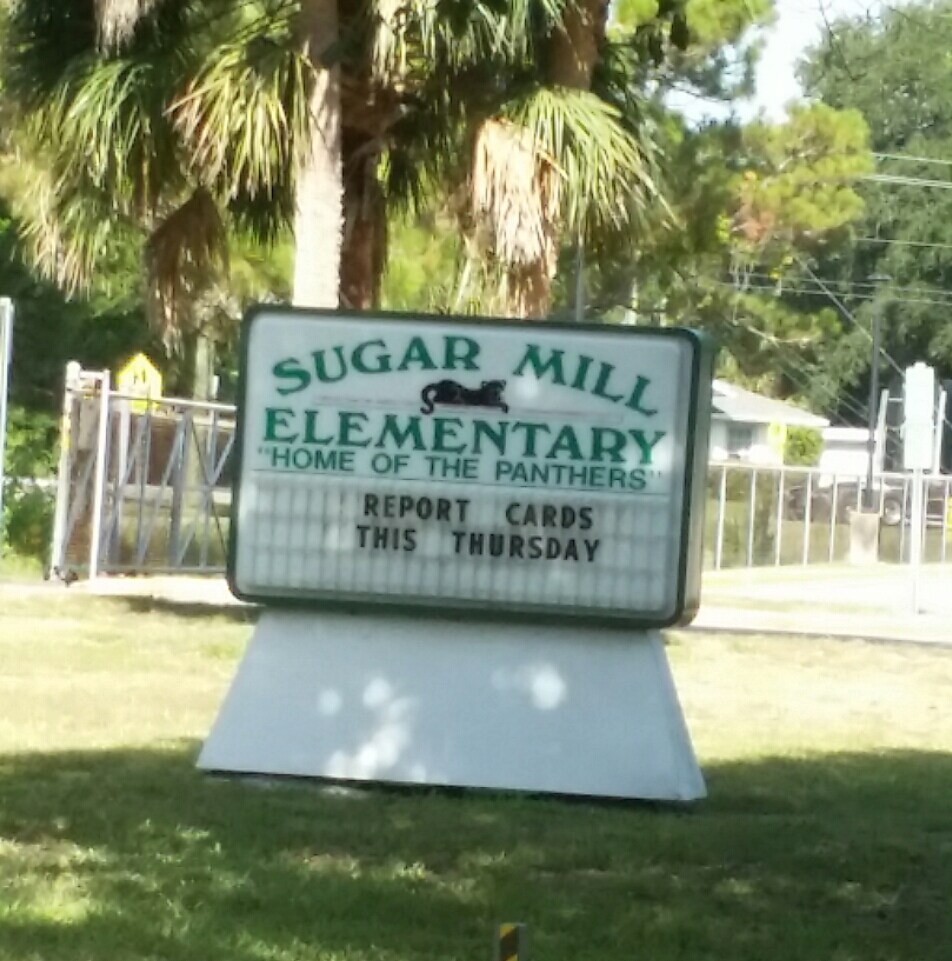 SUGAR MILL
ELEMENTARY
"HOME OF THE PANTHERS"
REPORT CARDS
THIS THURSDAY